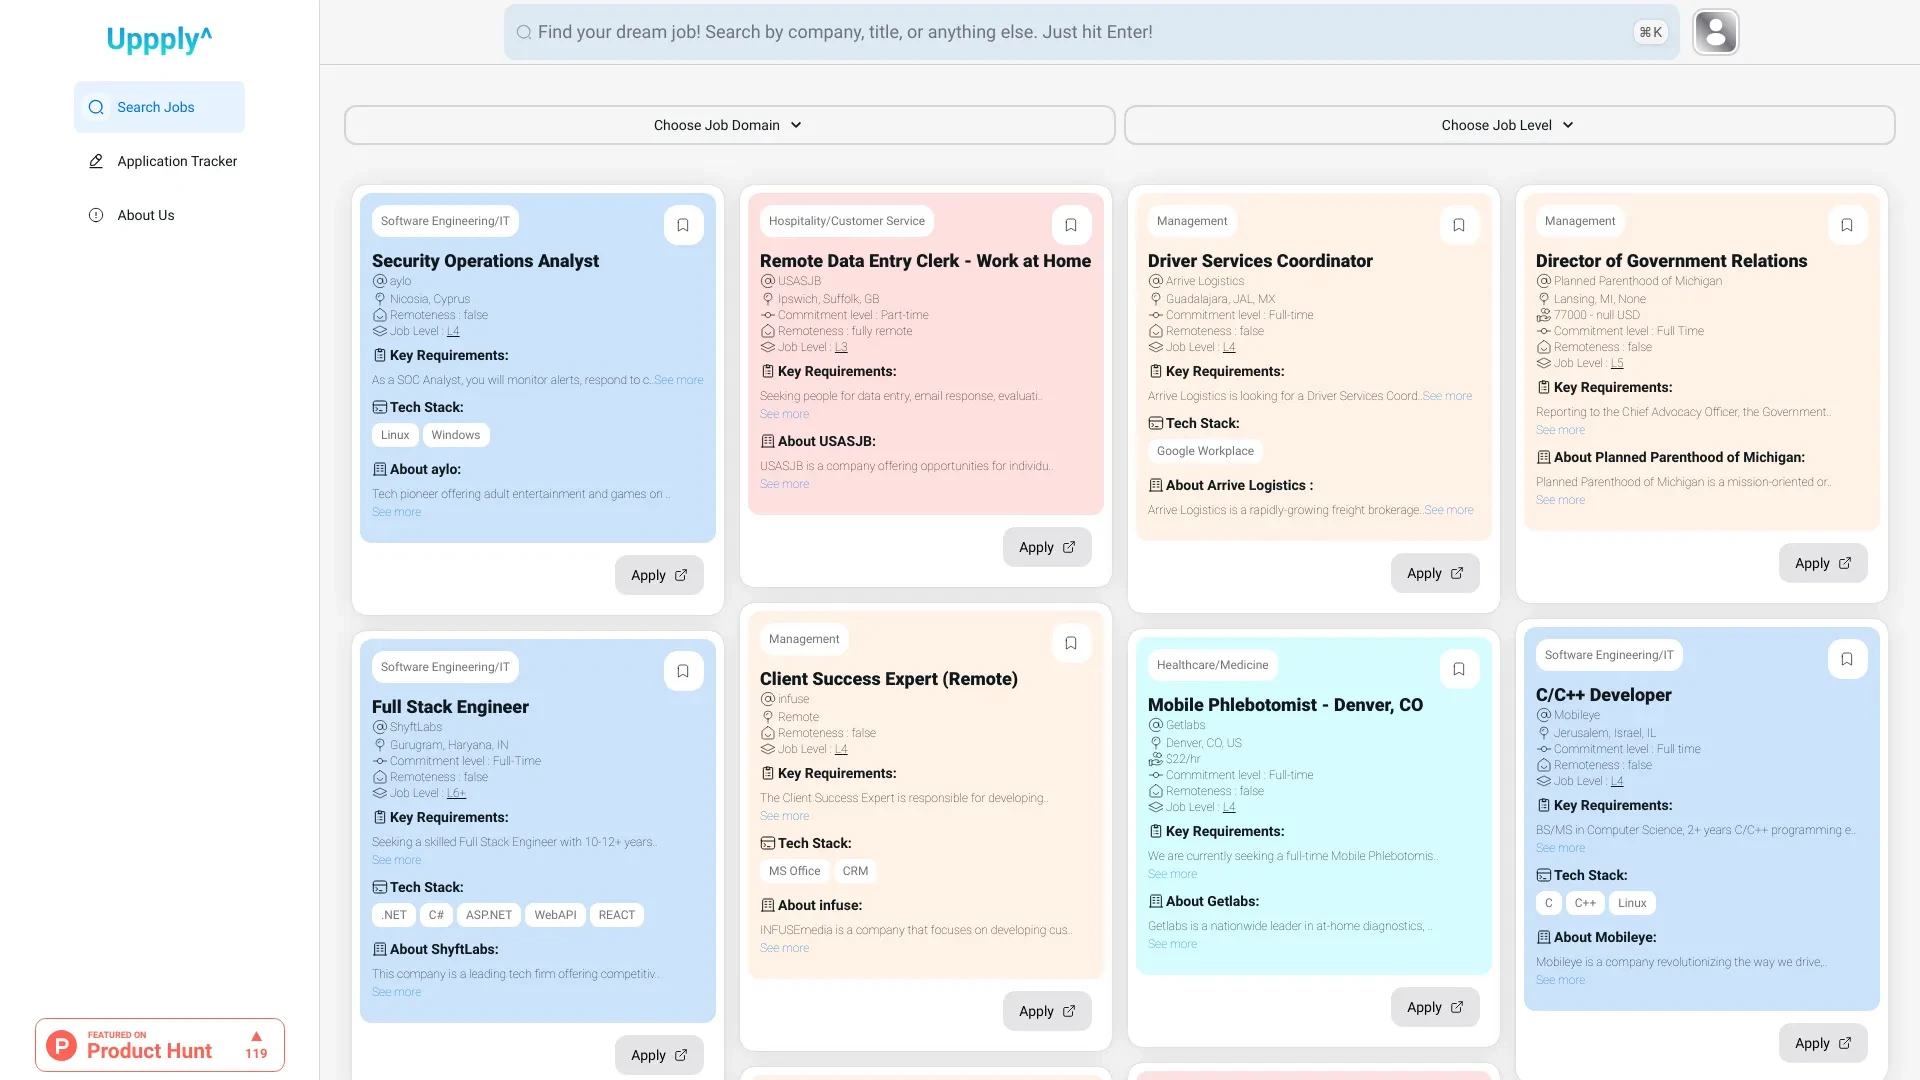 Uppply^
Search Jobs
Application Tracker
About Us
FEATURED ON
Product Hunt
119
Find your dream job! Search by company, title, or anything else. Just hit Enter!
⌘ K
Choose Job Domain
Choose Job Level
Software Engineering/IT
Security Operations Analyst
aylo
Nicosia, Cyprus
Remoteness : false
Job Level : L4
Key Requirements:
As a SOC Analyst, you will monitor alerts, respond to c..See more
Tech Stack:
Linux
Windows
About aylo:
Tech pioneer offering adult entertainment and games on ..
See more
Apply
Software Engineering/IT
Full Stack Engineer
ShyftLabs
Gurugram, Haryana, IN
Commitment level : Full-Time
Remoteness : false
Job Level : L6+
Key Requirements:
Seeking a skilled Full Stack Engineer with 10-12+ years..
See more
Tech Stack:
.NET
C#
ASP.NET
WebAPI
REACT
About ShyftLabs:
This company is a leading tech firm offering competitiv..
See more
Apply
Hospitality/Customer Service
Remote Data Entry Clerk - Work at Home
USASJB
Ipswich, Suffolk, GB
Commitment level : Part-time
Remoteness : fully remote
Job Level : L3
Key Requirements:
Seeking people for data entry, email response, evaluati..
See more
About USASJB:
USASJB is a company offering opportunities for individu..
See more
Apply
Management
Client Success Expert (Remote)
infuse
Remote
Remoteness : false
Job Level : L4
Key Requirements:
The Client Success Expert is responsible for developing..
See more
Tech Stack:
MS Office
CRM
About infuse:
INFUSEmedia is a company that focuses on developing cus..
See more
Apply
Management
Driver Services Coordinator
Arrive Logistics
Guadalajara, JAL, MX
Commitment level : Full-time
Remoteness : false
Job Level : L4
Key Requirements:
Arrive Logistics is looking for a Driver Services Coord..See more
Tech Stack:
Google Workplace
About Arrive Logistics :
Arrive Logistics is a rapidly-growing freight brokerage..See more
Apply
Healthcare/Medicine
Mobile Phlebotomist - Denver, CO
Getlabs
Denver, CO, US
$22/hr
Commitment level : Full-time
Remoteness : false
Job Level : L4
Key Requirements:
We are currently seeking a full-time Mobile Phlebotomis..
See more
About Getlabs:
Getlabs is a nationwide leader in at-home diagnostics, ..
See more
Apply
Management
Director of Government Relations
Planned Parenthood of Michigan
Lansing, MI, None
77000 - null USD
Commitment level : Full Time
Remoteness : false
Job Level : L5
Key Requirements:
Reporting to the Chief Advocacy Officer, the Government..
See more
About Planned Parenthood of Michigan:
Planned Parenthood of Michigan is a mission-oriented or..
See more
Apply
Software Engineering/IT
C/C++ Developer
Mobileye
Jerusalem, Israel, IL
Commitment level : Full time
Remoteness : false
Job Level : L4
Key Requirements:
BS/MS in Computer Science, 2+ years C/C++ programming e..
See more
Tech Stack:
C
C++
Linux
About Mobileye:
Mobileye is a company revolutionizing the way we drive,..
See more
Apply